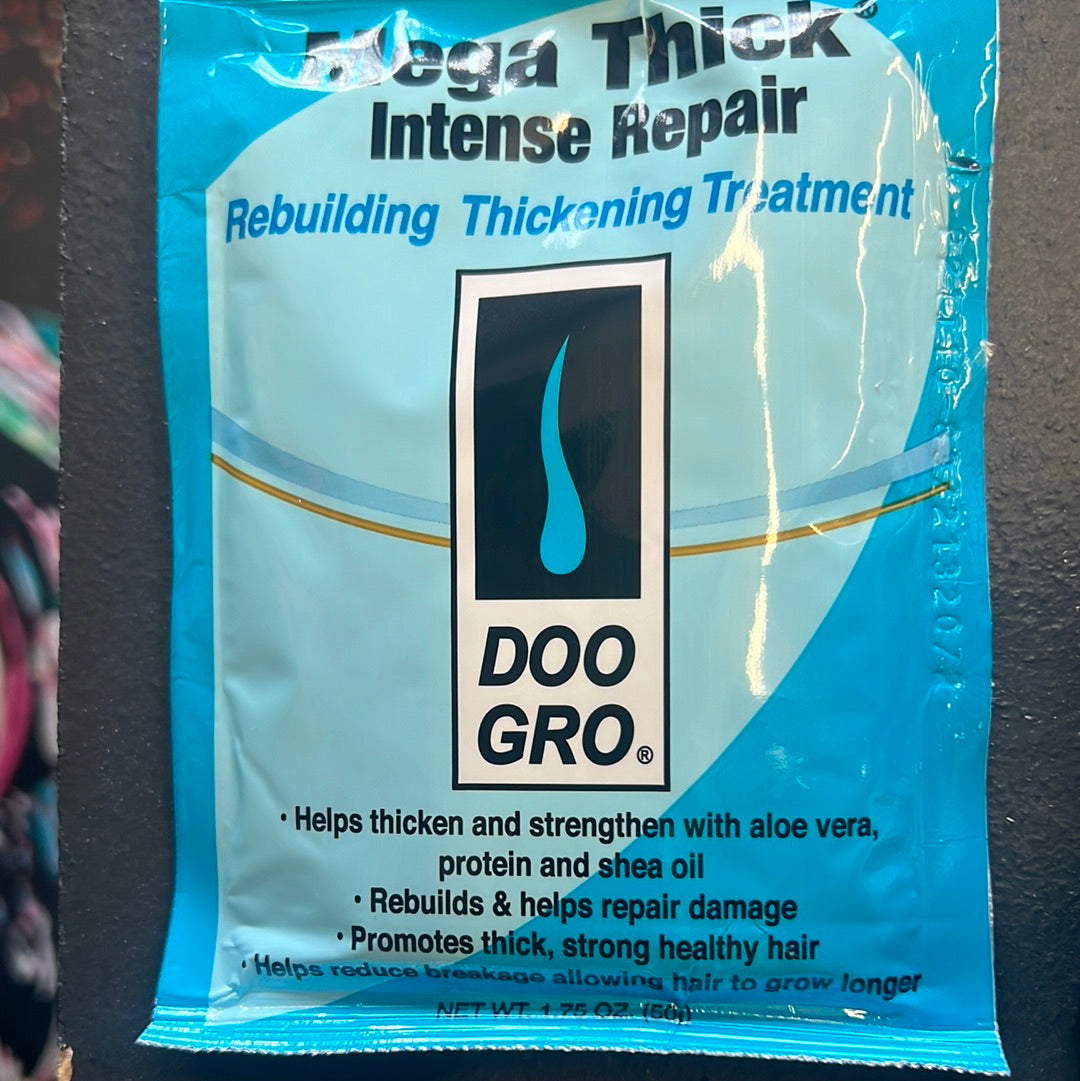 Mega Thick®
Intense Repair
Rebuilding Thickening Treatment
DOO
GRO®
• Helps thicken and strengthen with aloe vera,
protein and shea oil
• Rebuilds & helps repair damage
• Promotes thick, strong healthy hair
• Helps reduce breakage allowing hair to grow longer
NET WT. 1.75 OZ. (50g)